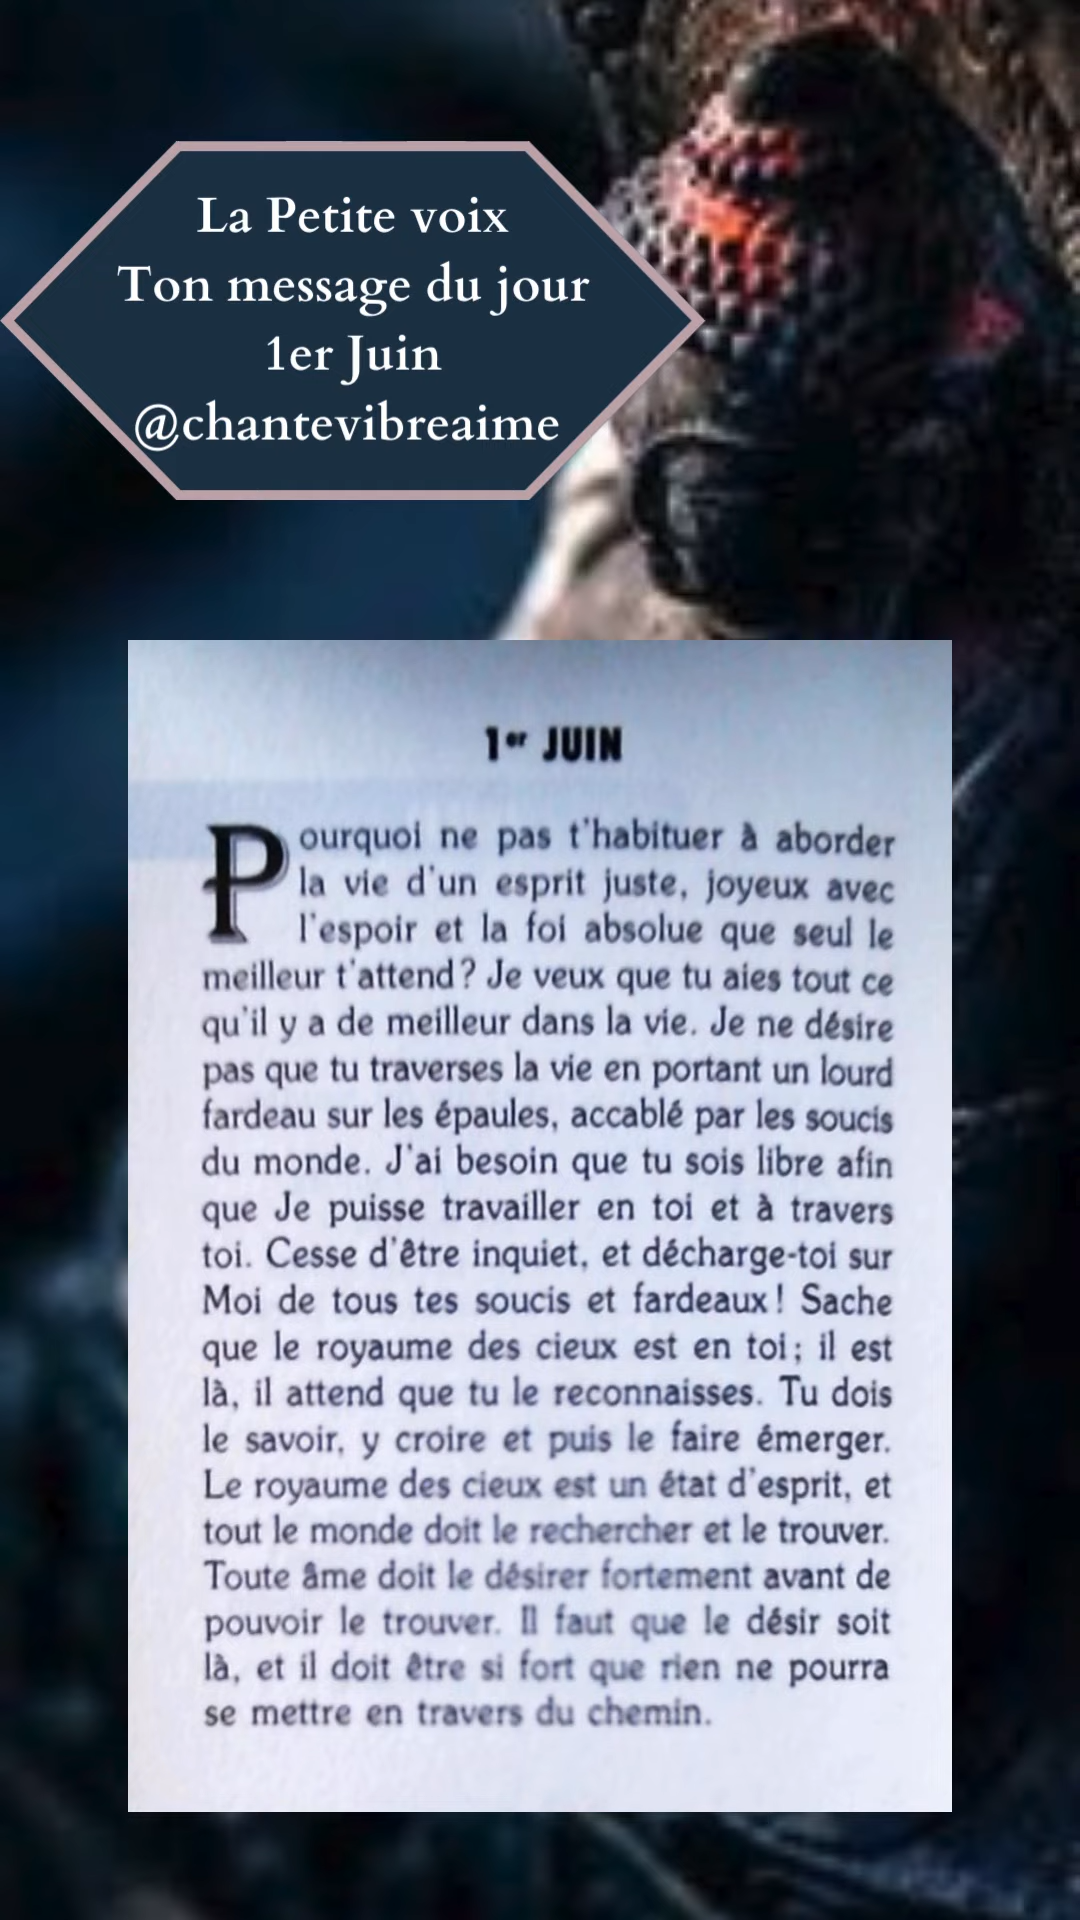 La Petite voix
Ton message du jour
1er Juin
@chantevibreaime
1er JUIN
Pourquoi ne pas t'habituer à aborder
la vie d'un esprit juste, joyeux avec
l'espoir et la foi absolue que seul le
meilleur t'attend? Je veux que tu aies tout ce
qu'il y a de meilleur dans la vie. Je ne désire
pas que tu traverses la vie en portant un lourd
fardeau sur les épaules, accablé par les soucis
du monde. J'ai besoin que tu sois libre afin
que Je puisse travailler en toi et à travers
toi. Cesse d'être inquiet, et décharge-toi sur
Moi de tous tes soucis et fardeaux! Sache
que le royaume des cieux est en toi; il est
là, il attend que tu le reconnaisses. Tu dois
le savoir, y croire et puis le faire émerger.
Le royaume des cieux est un état d'esprit, et
tout le monde doit le rechercher et le trouver.
Toute âme doit le désirer fortement avant de
pouvoir le trouver. Il faut que le désir soit
là, et il doit être si fort que rien ne pourra
se mettre en travers du chemin.